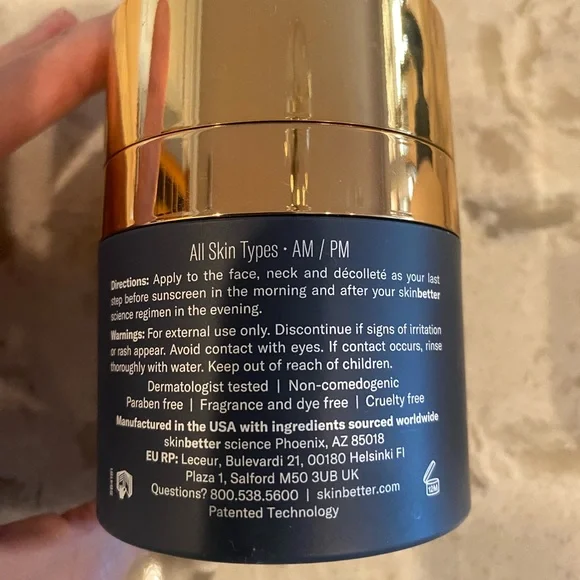 All Skin Types · AM / PM
Directions: Apply to the face, neck and décolleté as your last
step before sunscreen in the morning and after your skinbetter
science regimen in the evening.
Warnings: For external use only. Discontinue if signs of irritation
or rash appear. Avoid contact with eyes. If contact occurs, rinse
thoroughly with water. Keep out of reach of children.
Dermatologist tested | Non-comedogenic
Paraben free | Fragrance and dye free | Cruelty free
Manufactured in the USA with ingredients sourced worldwide
skinbetter science Phoenix, AZ 85018
EU RP: Leceur, Bulevardi 21, 00180 Helsinki FI
Plaza 1, Salford M50 3UB UK
Questions? 800.538.5600 | skinbetter.com
Patented Technology
12M